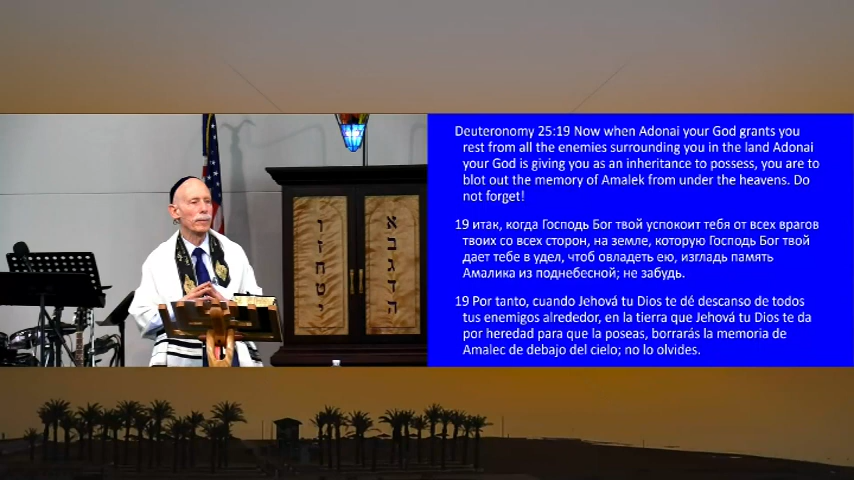 Deuteronomy 25:19 Now when Adonai your God grants you
rest from all the enemies surrounding you in the land Adonai
your God is giving you as an inheritance to possess, you are to
blot out the memory of Amalek from under the heavens. Do
not forget!
19 итак, когда Господь Бог твой успокоит тебя от всех врагов
твоих со всех сторон, на земле, которую Господь Бог твой
дает тебе в удел, чтоб овладеть ею, изгладь память
Амалика из поднебесной; не забудь.
19 Por tanto, cuando Jehová tu Dios te dé descanso de todos
tus enemigos alrededor, en la tierra que Jehová tu Dios te da
por heredad para que la poseas, borrarás la memoria de
Amalec de debajo del cielo; no lo olvides.
א
ב
ג
ד
ה
ו
ז
ח
ט
י